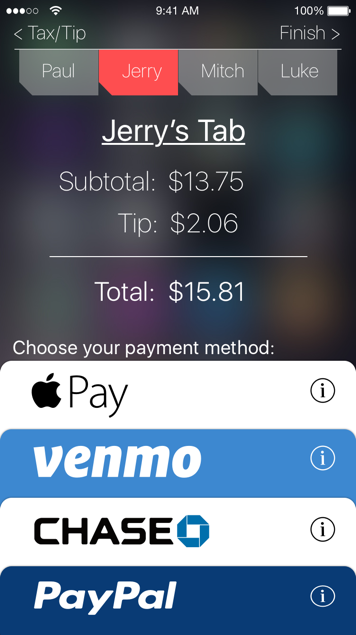 9:41 AM 100%
< Tax/Tip Finish >
Paul Jerry Mitch Luke
Jerry's Tab
Subtotal: $13.75
Tip: $2.06
Total: $15.81
Choose your payment method:
Pay i
venmo i
CHASE i
PayPal i